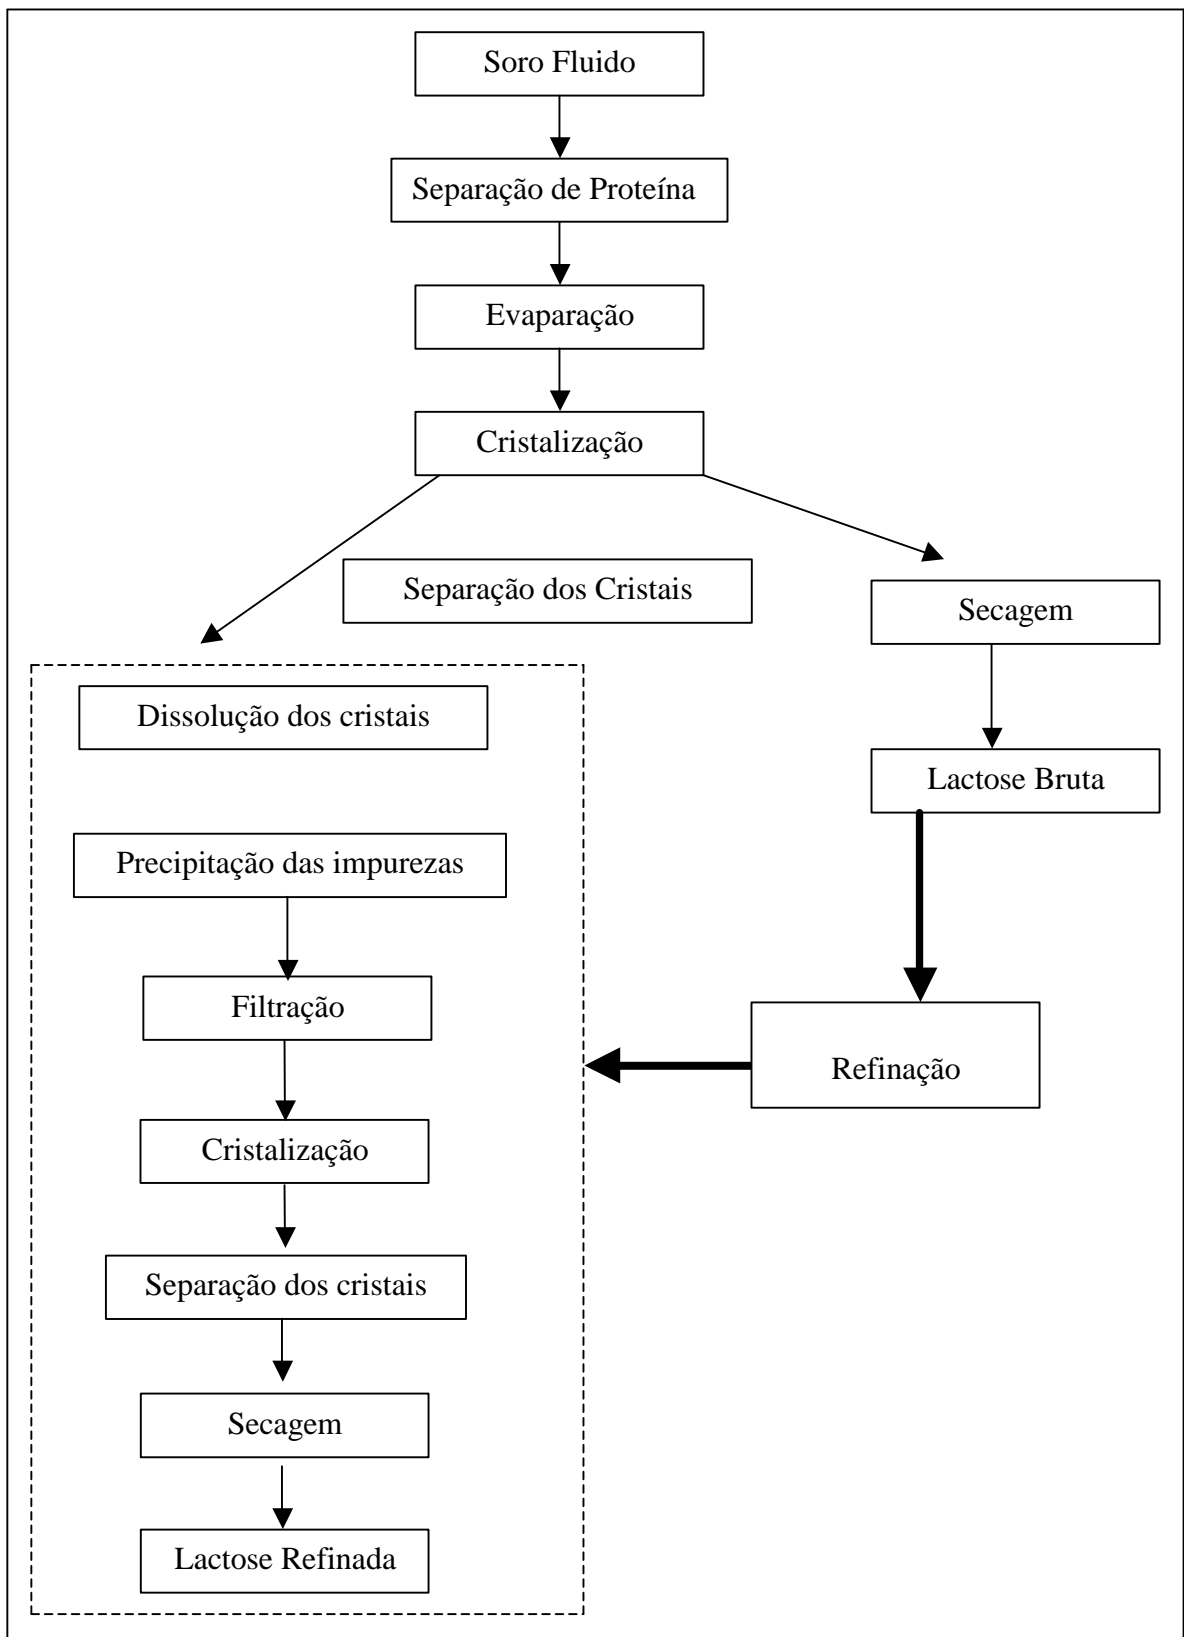 Soro Fluido
Separação de Proteína
Evaparação
Cristalização
Separação dos Cristais
Secagem
Dissolução dos cristais
Lactose Bruta
Precipitação das impurezas
Filtração
Refinação
Cristalização
Separação dos cristais
Secagem
Lactose Refinada